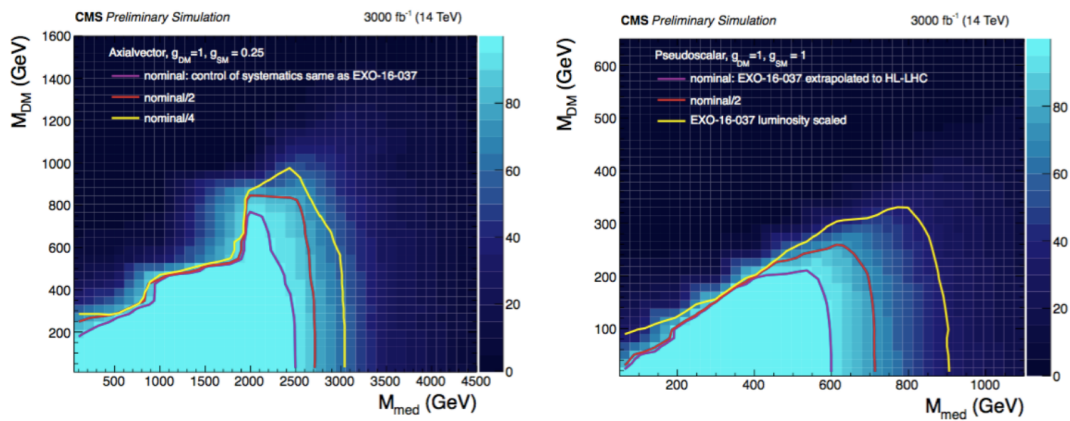 CMS Preliminary Simulation 3000 fb⁻¹ (14 TeV)
M_DM (GeV)
1600
1400
1200
1000
800
600
400
200
Axialvector, g_DM=1, g_SM = 0.25
nominal: control of systematics same as EXO-16-037
nominal/2
nominal/4
80
60
40
20
0
500 1000 1500 2000 2500 3000 3500 4000 4500
M_med (GeV)
CMS Preliminary Simulation 3000 fb⁻¹ (14 TeV)
M_DM (GeV)
600
500
400
300
200
100
Pseudoscalar, g_DM=1, g_SM = 1
nominal: EXO-16-037 extrapolated to HL-LHC
nominal/2
EXO-16-037 luminosity scaled
80
60
40
20
0
200 400 600 800 1000
M_med (GeV)